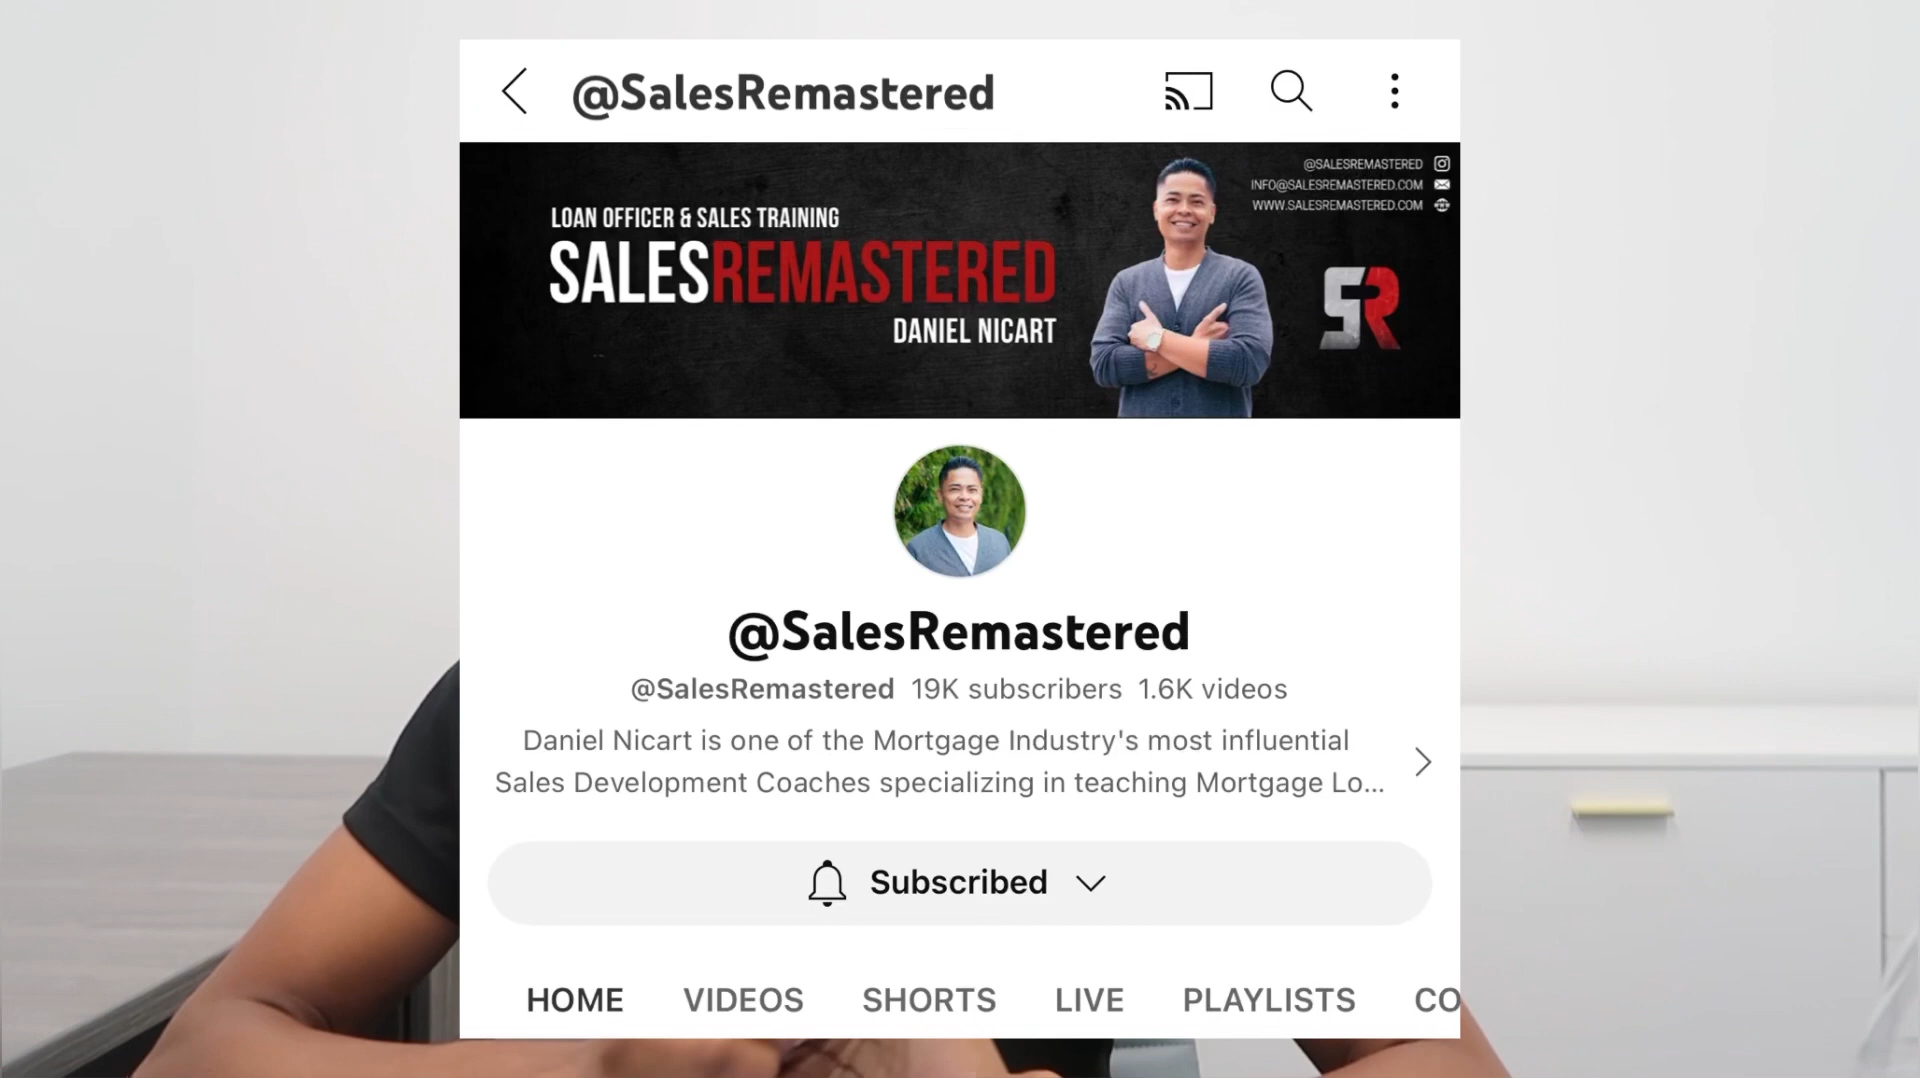 @SalesRemastered
@SALESREMASTERED
INFO@SALESREMASTERED.COM
WWW.SALESREMASTERED.COM
LOAN OFFICER & SALES TRAINING
SALESREMASTERED
DANIEL NICART
SR
@SalesRemastered
@SalesRemastered 19K subscribers 1.6K videos
Daniel Nicart is one of the Mortgage Industry's most influential
Sales Development Coaches specializing in teaching Mortgage Lo...
Subscribed
HOME VIDEOS SHORTS LIVE PLAYLISTS CO